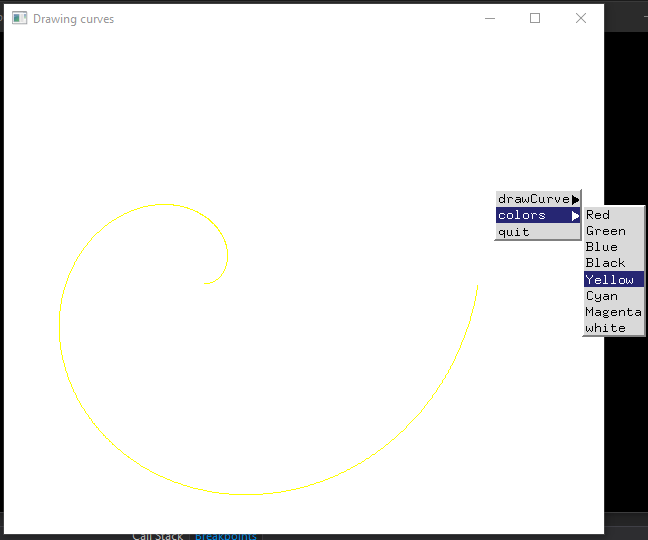 Drawing curves
drawCurve
colors
quit
Red
Green
Blue
Black
Yellow
Cyan
Magenta
white
Call Stack
Breakpoints